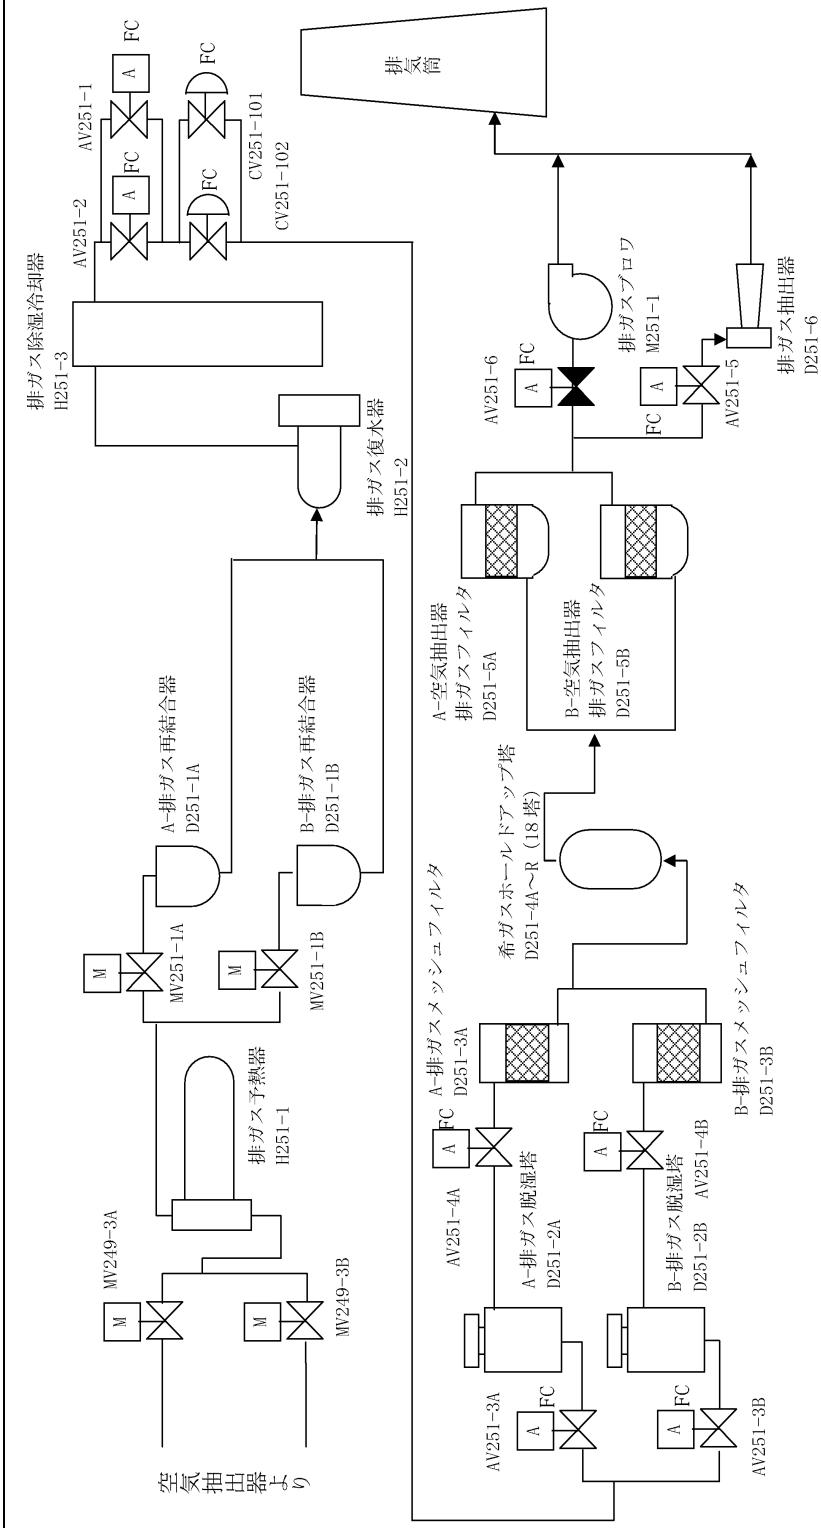 空気抽出器より
M
MV249-3A
M
MV249-3B
排ガス予熱器
H251-1
M
MV251-1A
M
MV251-1B
A-排ガス再結合器
D251-1A
B-排ガス再結合器
D251-1B
排ガス復水器
H251-2
排ガス除湿冷却器
H251-3
AV251-2
A
FC
AV251-1
A
FC
FC
CV251-102
FC
CV251-101
AV251-3A
A
FC
AV251-3B
A
FC
A-排ガス脱湿塔
D251-2A
B-排ガス脱湿塔
D251-2B
AV251-4A
A
FC
AV251-4B
A
FC
A-排ガスメッシュフィルタ
D251-3A
B-排ガスメッシュフィルタ
D251-3B
希ガスホールドアップ塔
D251-4A～R (18塔)
A-空気抽出器
排ガスフィルタ
D251-5A
B-空気抽出器
排ガスフィルタ
D251-5B
AV251-6
A
FC
AV251-5
A
FC
排ガスブロワ
M251-1
排ガス抽出器
D251-6
排気筒